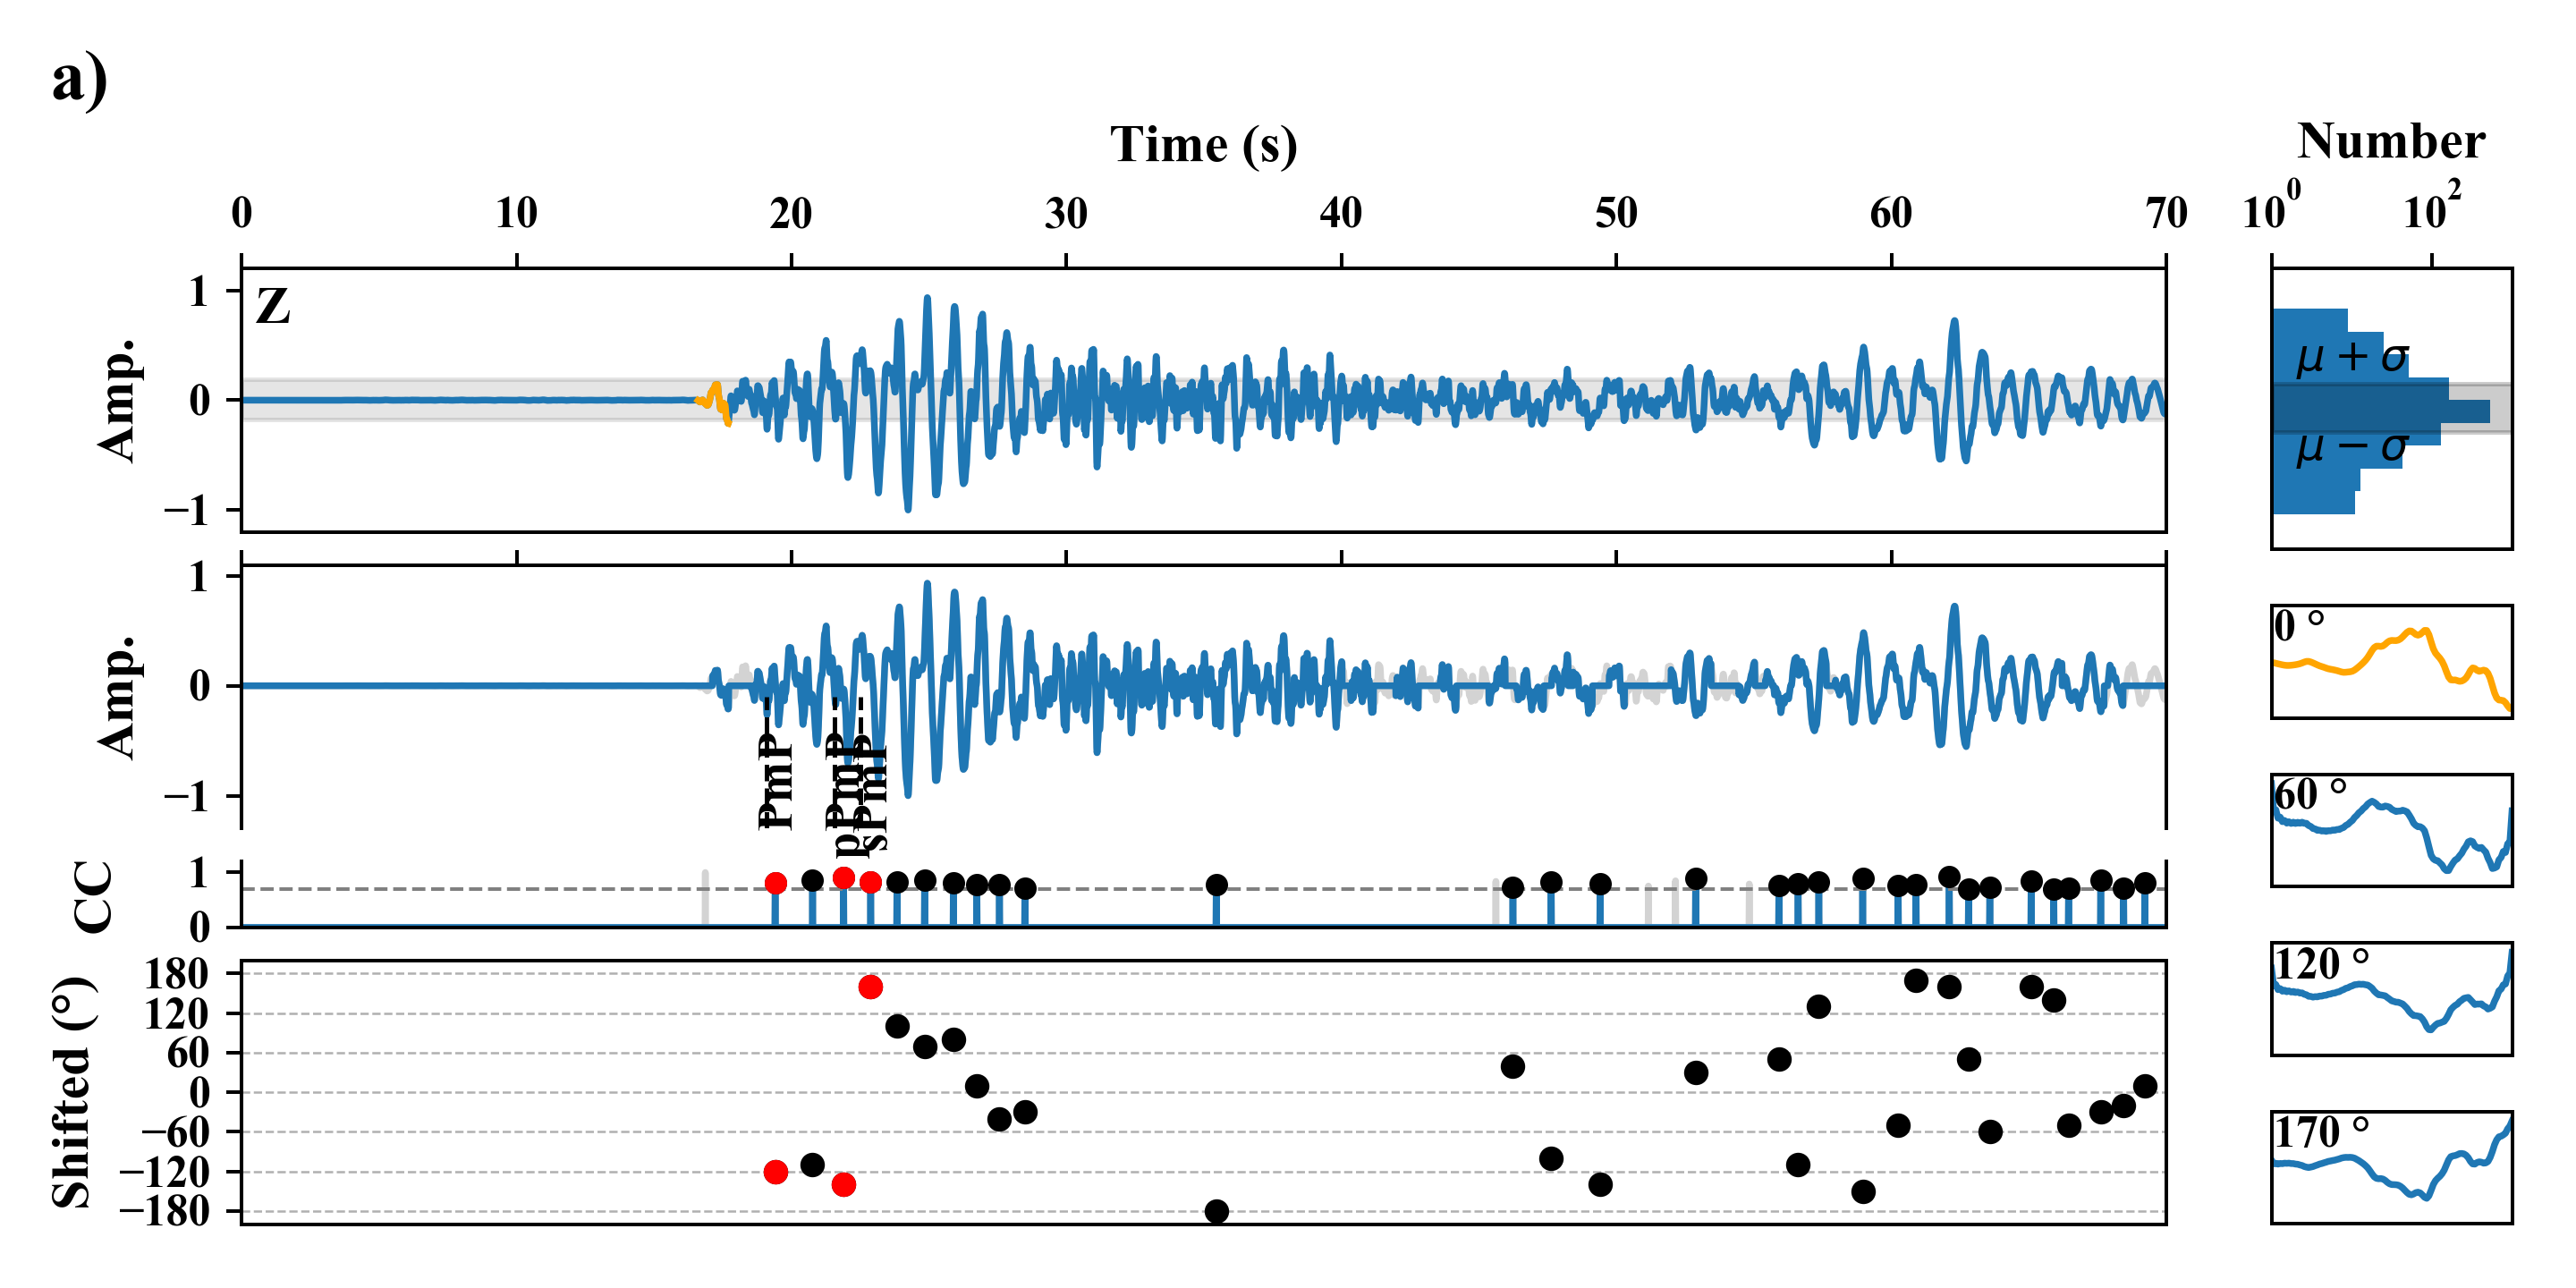 a)
Time (s)
Number
0 10 20 30 40 50 60 70
10^0 10^2
Z
Amp.
1
0
−1
μ + σ
μ − σ
Amp.
1
0
−1
PmP
pPmP
sPmP
0 °
60 °
CC
1
0
120 °
Shifted (°)
180
120
60
0
−60
−120
−180
170 °